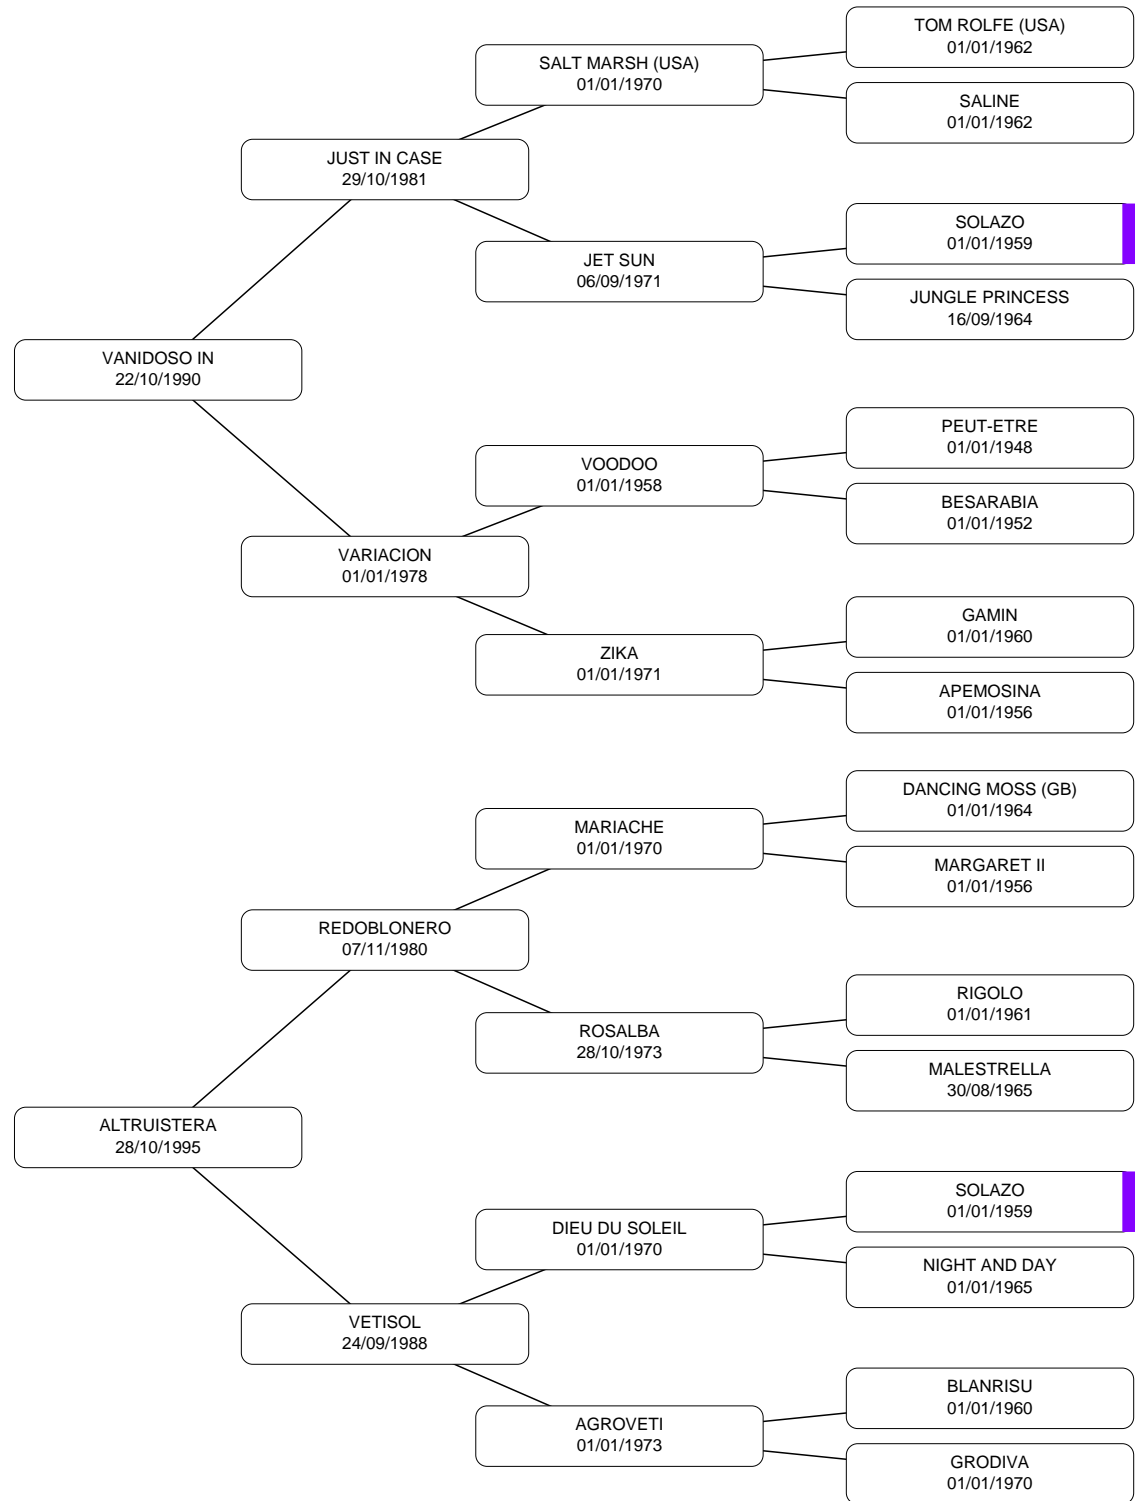 TOM ROLFE (USA)
01/01/1962
SALT MARSH (USA)
01/01/1970
SALINE
01/01/1962
JUST IN CASE
29/10/1981
SOLAZO
01/01/1959
JET SUN
06/09/1971
JUNGLE PRINCESS
16/09/1964
VANIDOSO IN
22/10/1990
PEUT-ETRE
01/01/1948
VOODOO
01/01/1958
BESARABIA
01/01/1952
VARIACION
01/01/1978
GAMIN
01/01/1960
ZIKA
01/01/1971
APEMOSINA
01/01/1956
DANCING MOSS (GB)
01/01/1964
MARIACHE
01/01/1970
MARGARET II
01/01/1956
REDOBLONERO
07/11/1980
RIGOLO
01/01/1961
ROSALBA
28/10/1973
MALESTRELLA
30/08/1965
ALTRUISTERA
28/10/1995
SOLAZO
01/01/1959
DIEU DU SOLEIL
01/01/1970
NIGHT AND DAY
01/01/1965
VETISOL
24/09/1988
BLANRISU
01/01/1960
AGROVETI
01/01/1973
GRODIVA
01/01/1970